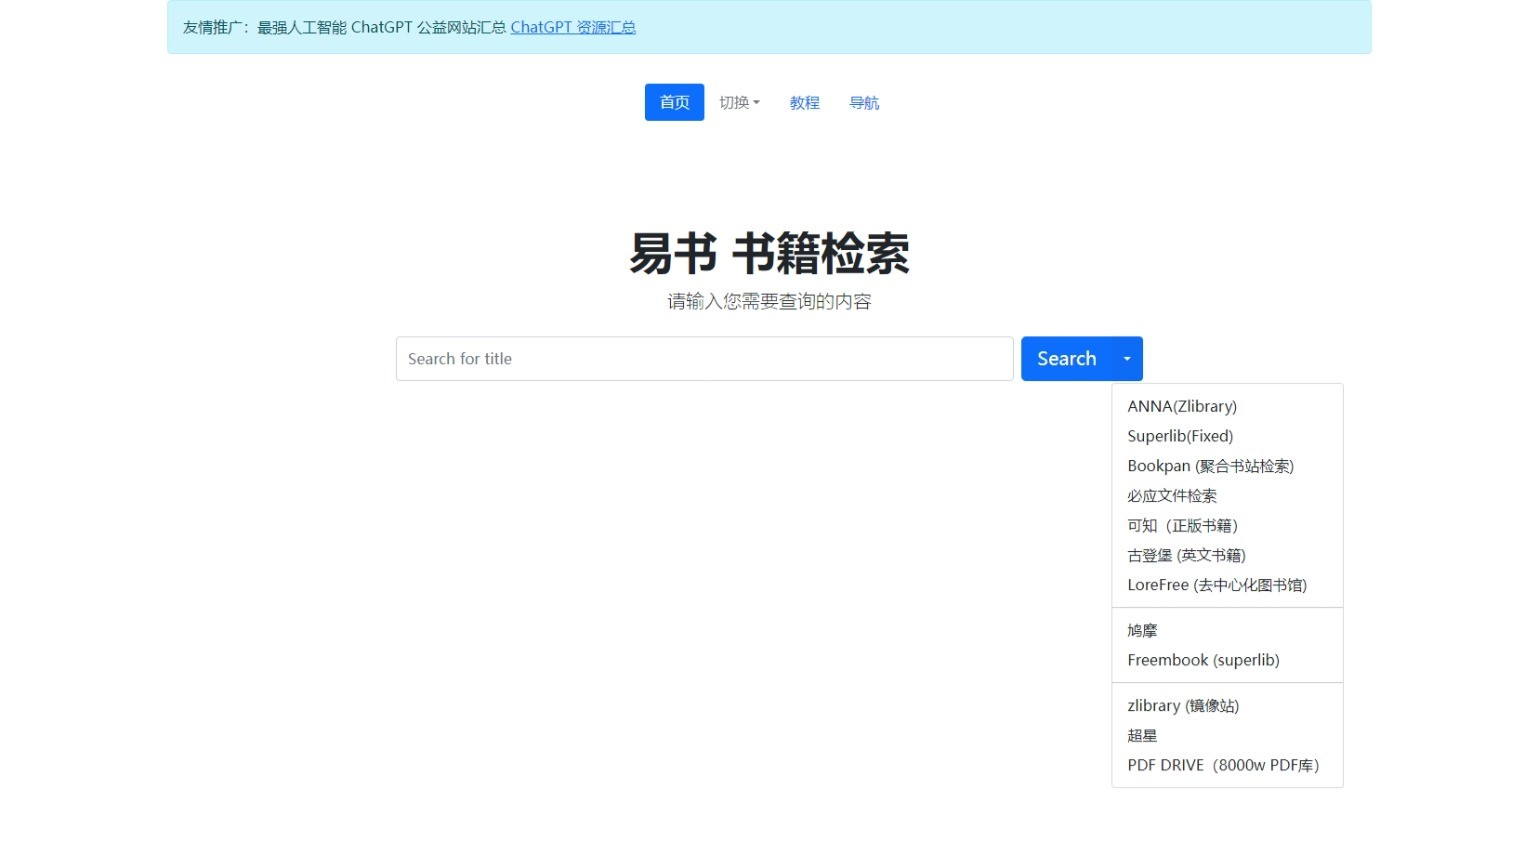 友情推广：最强人工智能 ChatGPT 公益网站汇总 ChatGPT 资源汇总
首页 切换 教程 导航
易书 书籍检索
请输入您需要查询的内容
Search for title
Search
ANNA(Zlibrary)
Superlib(Fixed)
Bookpan (聚合书站检索)
必应文件检索
可知（正版书籍）
古登堡 (英文书籍)
LoreFree (去中心化图书馆)
鸠摩
Freembook (superlib)
zlibrary (镜像站)
超星
PDF DRIVE（8000w PDF库）